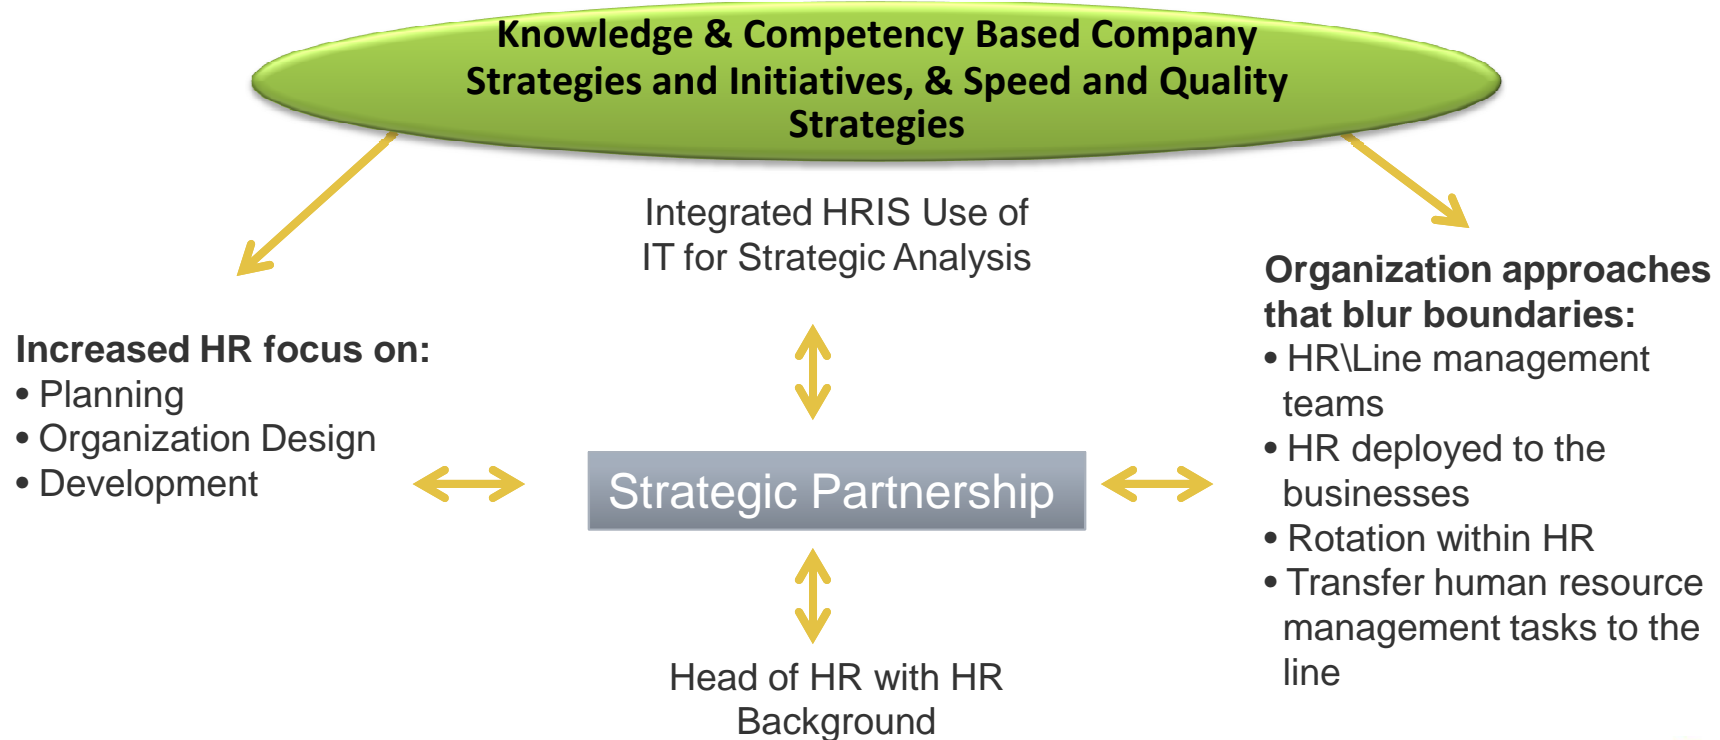 Knowledge & Competency Based Company
Strategies and Initiatives, & Speed and Quality
Strategies
Integrated HRIS Use of
IT for Strategic Analysis
Increased HR focus on:
• Planning
• Organization Design
• Development
Strategic Partnership
Organization approaches
that blur boundaries:
• HR\Line management
teams
• HR deployed to the
businesses
• Rotation within HR
• Transfer human resource
management tasks to the
line
Head of HR with HR
Background